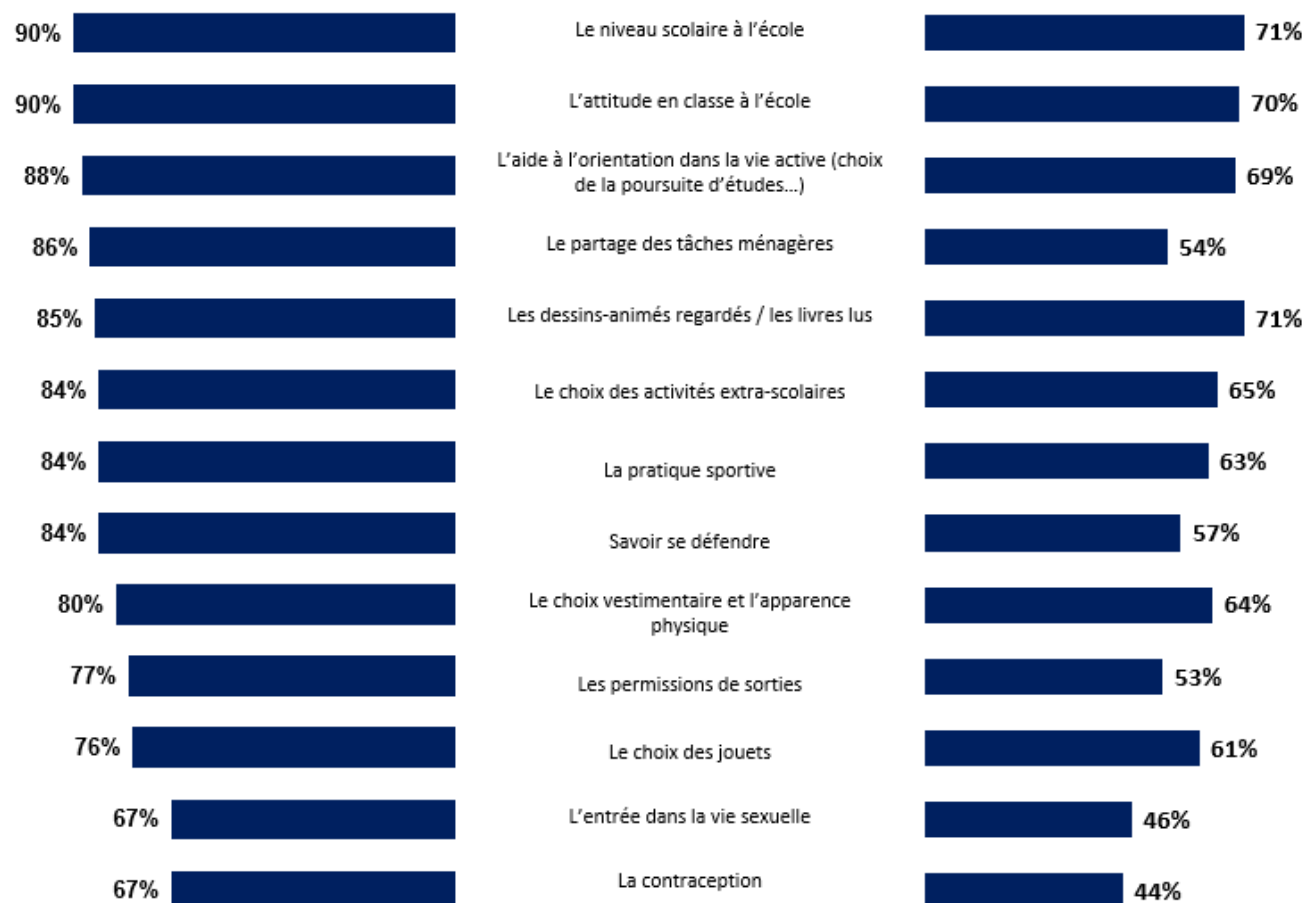 90% Le niveau scolaire à l'école 71%
90% L'attitude en classe à l'école 70%
L'aide à l'orientation dans la vie active (choix
88% de la poursuite d'études...) 69%
86% Le partage des tâches ménagères 54%
85% Les dessins-animés regardés / les livres lus 71%
84% Le choix des activités extra-scolaires 65%
84% La pratique sportive 63%
84% Savoir se défendre 57%
80% Le choix vestimentaire et l'apparence 64%
physique
77% Les permissions de sorties 53%
76% Le choix des jouets 61%
67% L'entrée dans la vie sexuelle 46%
67% La contraception 44%